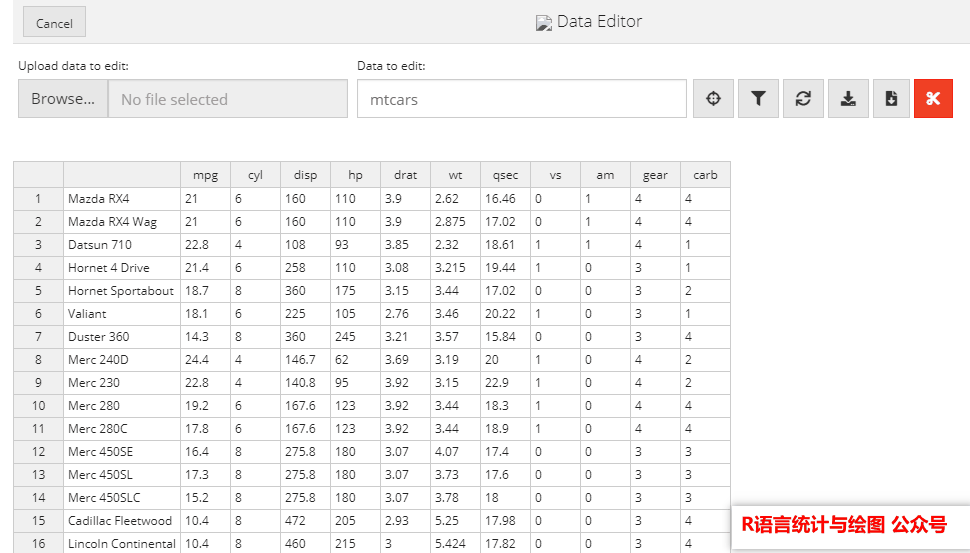 Cancel
Data Editor
Upload data to edit:
Data to edit:
Browse... No file selected
mtcars
mpg cyl disp hp drat wt qsec vs am gear carb
1 Mazda RX4 21 6 160 110 3.9 2.62 16.46 0 1 4 4
2 Mazda RX4 Wag 21 6 160 110 3.9 2.875 17.02 0 1 4 4
3 Datsun 710 22.8 4 108 93 3.85 2.32 18.61 1 1 4 1
4 Hornet 4 Drive 21.4 6 258 110 3.08 3.215 19.44 1 0 3 1
5 Hornet Sportabout 18.7 8 360 175 3.15 3.44 17.02 0 0 3 2
6 Valiant 18.1 6 225 105 2.76 3.46 20.22 1 0 3 1
7 Duster 360 14.3 8 360 245 3.21 3.57 15.84 0 0 3 4
8 Merc 240D 24.4 4 146.7 62 3.69 3.19 20 1 0 4 2
9 Merc 230 22.8 4 140.8 95 3.92 3.15 22.9 1 0 4 2
10 Merc 280 19.2 6 167.6 123 3.92 3.44 18.3 1 0 4 4
11 Merc 280C 17.8 6 167.6 123 3.92 3.44 18.9 1 0 4 4
12 Merc 450SE 16.4 8 275.8 180 3.07 4.07 17.4 0 0 3 3
13 Merc 450SL 17.3 8 275.8 180 3.07 3.73 17.6 0 0 3 3
14 Merc 450SLC 15.2 8 275.8 180 3.07 3.78 18 0 0 3 3
15 Cadillac Fleetwood 10.4 8 472 205 2.93 5.25 17.98 0 0 3 4
16 Lincoln Continental 10.4 8 460 215 3 5.424 17.82 0 0 3 4
R语言统计与绘图 公众号